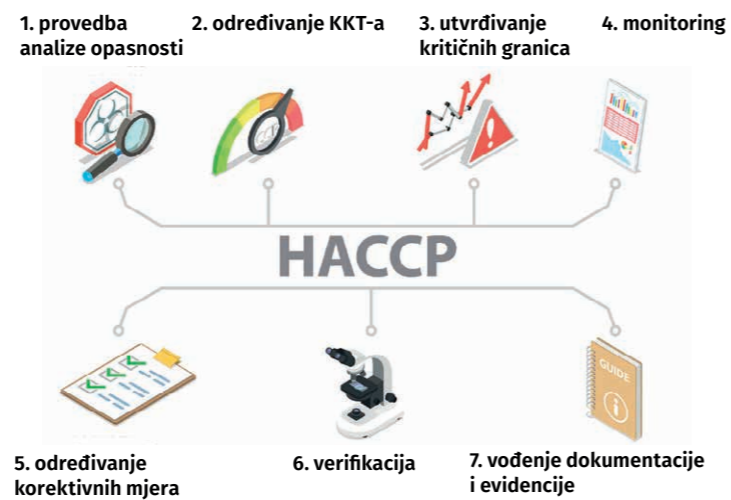 1. provedba
analize opasnosti
2. određivanje KKT-a
3. utvrđivanje
kritičnih granica
4. monitoring
HACCP
GUIDE
5. određivanje
korektivnih mjera
6. verifikacija
7. vođenje dokumentacije
i evidencije